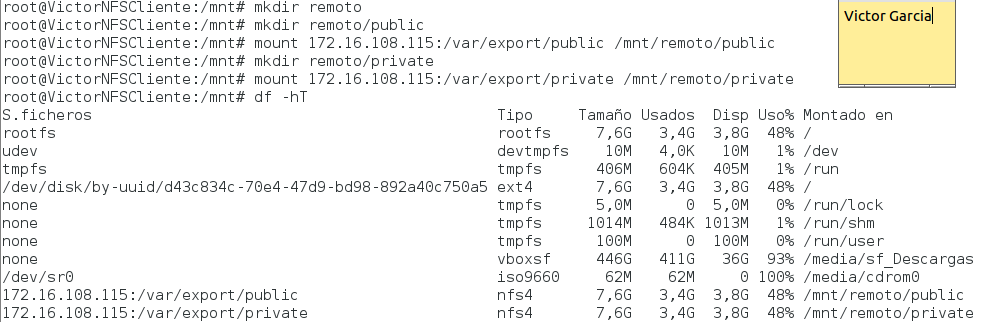 root@VictorNFSCliente:/mnt# mkdir remoto
root@VictorNFSCliente:/mnt# mkdir remoto/public
root@VictorNFSCliente:/mnt# mount 172.16.108.115:/var/export/public /mnt/remoto/public
root@VictorNFSCliente:/mnt# mkdir remoto/private
root@VictorNFSCliente:/mnt# mount 172.16.108.115:/var/export/private /mnt/remoto/private
root@VictorNFSCliente:/mnt# df -hT
S.ficheros Tipo Tamaño Usados Disp Uso% Montado en
rootfs rootfs 7,6G 3,4G 3,8G 48% /
udev devtmpfs 10M 4,0K 10M 1% /dev
tmpfs tmpfs 406M 604K 405M 1% /run
/dev/disk/by-uuid/d43c834c-70e4-47d9-bd98-892a40c750a5 ext4 7,6G 3,4G 3,8G 48% /
none tmpfs 5,0M 0 5,0M 0% /run/lock
none tmpfs 1014M 484K 1013M 1% /run/shm
none tmpfs 100M 0 100M 0% /run/user
none vboxsf 446G 411G 36G 93% /media/sf_Descargas
/dev/sr0 iso9660 62M 62M 0 100% /media/cdrom0
172.16.108.115:/var/export/public nfs4 7,6G 3,4G 3,8G 48% /mnt/remoto/public
172.16.108.115:/var/export/private nfs4 7,6G 3,4G 3,8G 48% /mnt/remoto/private
Victor Garcia